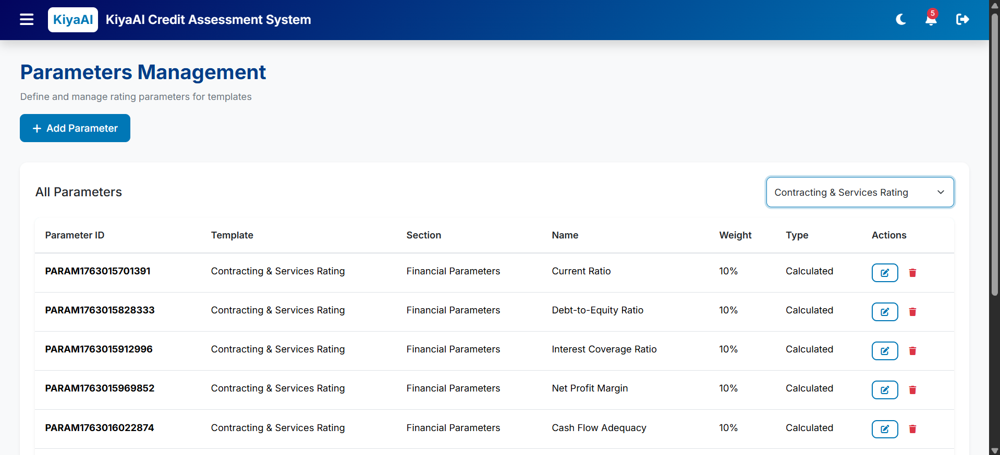 KiyaAI KiyaAI Credit Assessment System 5
Parameters Management
Define and manage rating parameters for templates
+ Add Parameter
All Parameters Contracting & Services Rating
Parameter ID Template Section Name Weight Type Actions
PARAM1763015701391 Contracting & Services Rating Financial Parameters Current Ratio 10% Calculated
PARAM1763015828333 Contracting & Services Rating Financial Parameters Debt-to-Equity Ratio 10% Calculated
PARAM1763015912996 Contracting & Services Rating Financial Parameters Interest Coverage Ratio 10% Calculated
PARAM1763015969852 Contracting & Services Rating Financial Parameters Net Profit Margin 10% Calculated
PARAM1763016022874 Contracting & Services Rating Financial Parameters Cash Flow Adequacy 10% Calculated